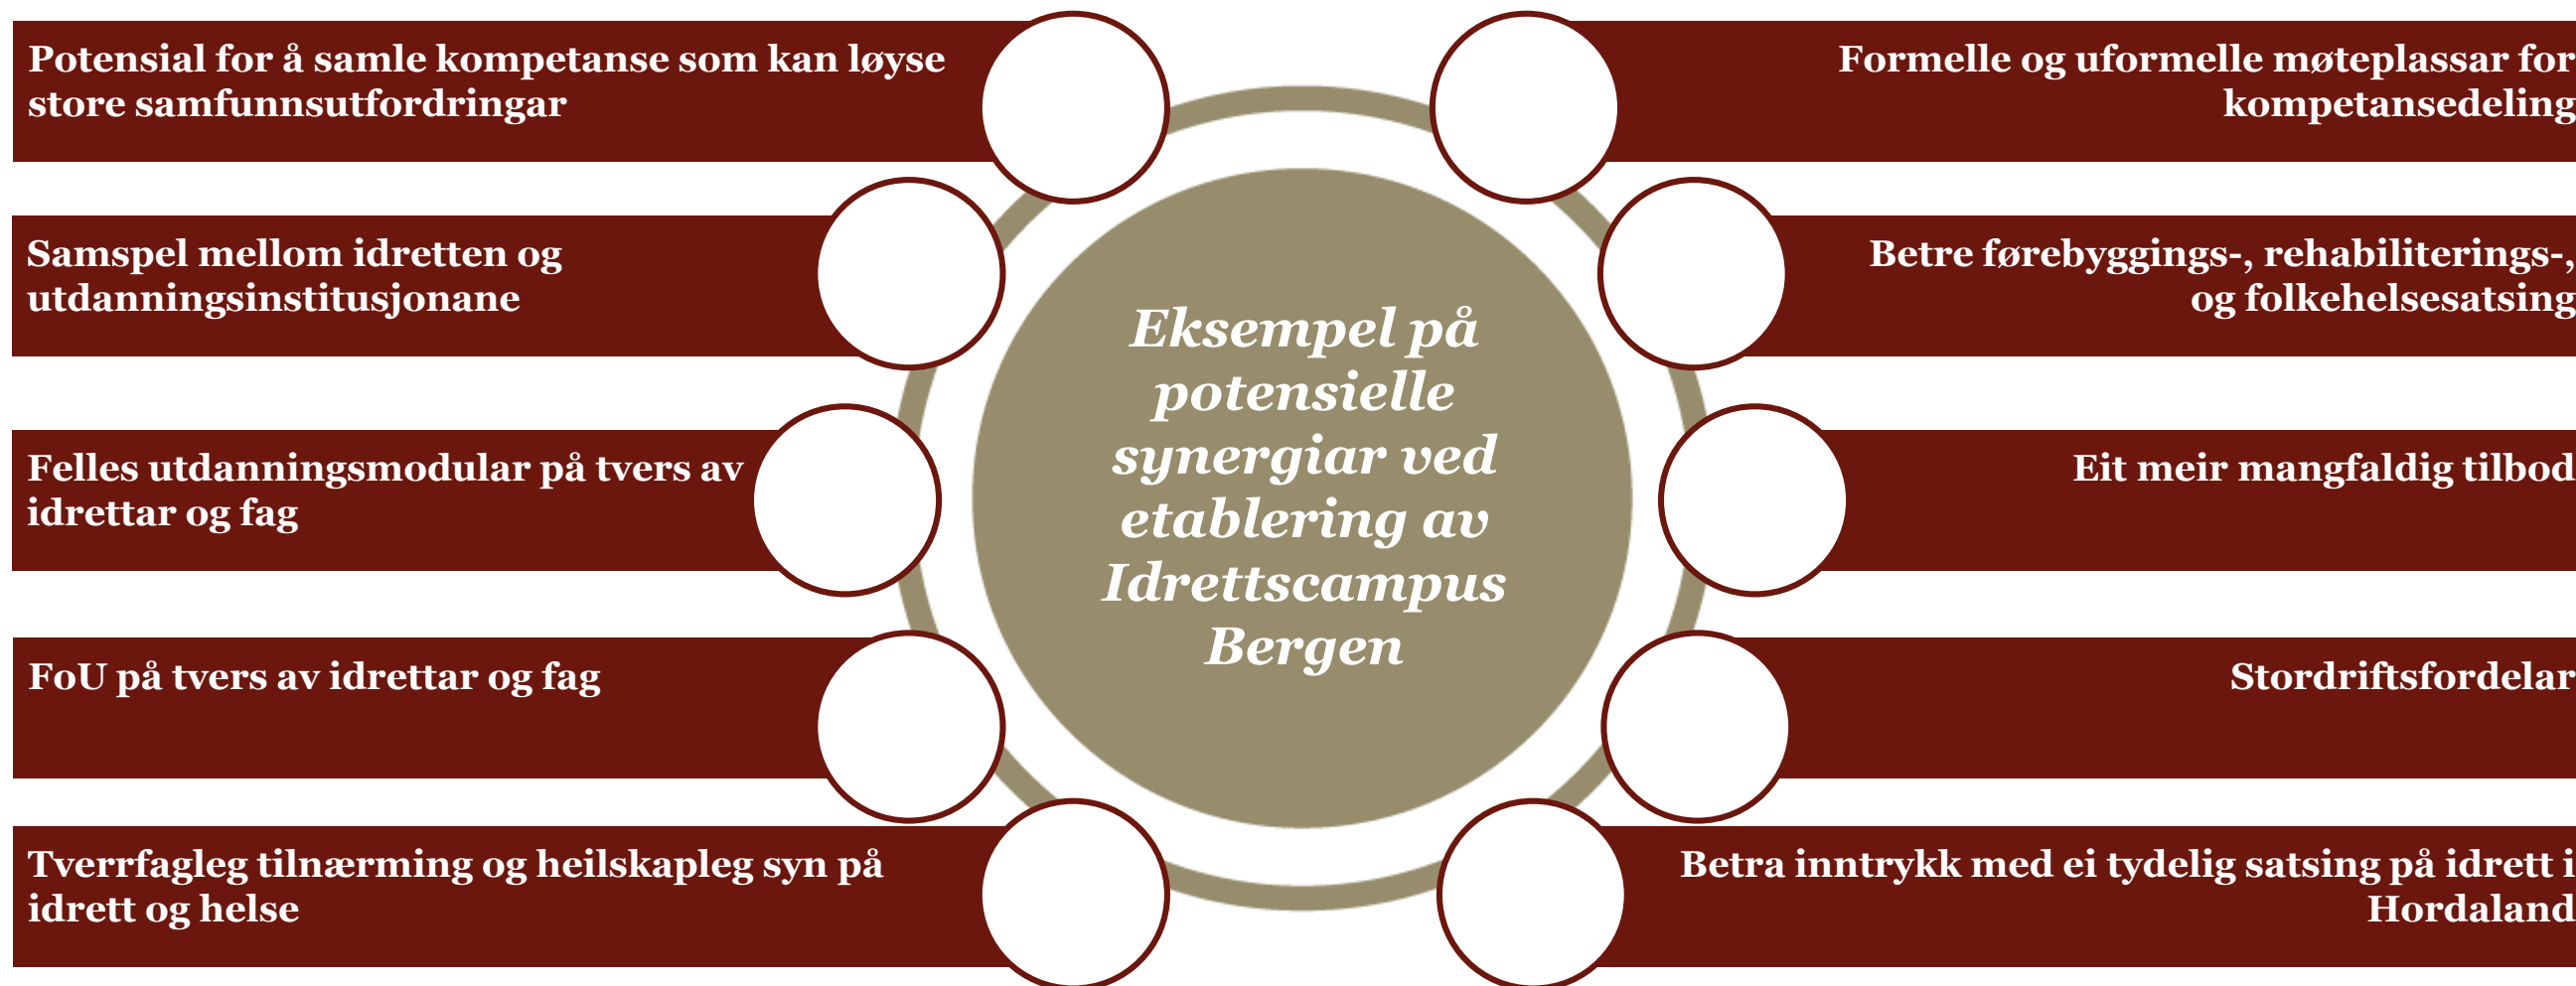 Potensial for å samle kompetanse som kan løyse
store samfunnsutfordringar
Samspel mellom idretten og
utdanningsinstitusjonane
Felles utdanningsmodular på tvers av
idrettar og fag
FoU på tvers av idrettar og fag
Tverrfagleg tilnærming og heilskapleg syn på
idrett og helse
Eksempel på
potensielle
synergiar ved
etablering av
Idrettscampus
Bergen
Formelle og uformelle møteplassar for
kompetansedeling
Betre førebyggings-, rehabiliterings-,
og folkehelsesatsing
Eit meir mangfaldig tilbod
Stordriftsfordelar
Betra inntrykk med ei tydelig satsing på idrett i
Hordaland